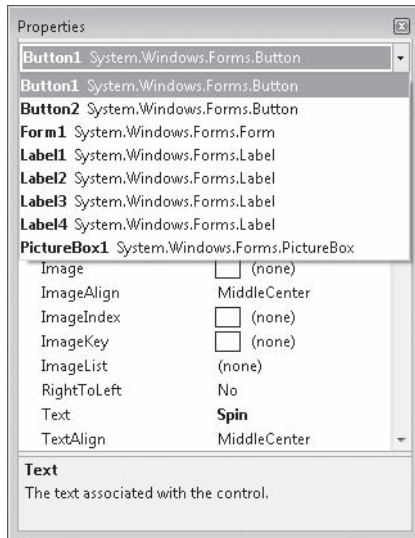 Properties
Button1 System.Windows.Forms.Button
Button1 System.Windows.Forms.Button
Button2 System.Windows.Forms.Button
Form1 System.Windows.Forms.Form
Label1 System.Windows.Forms.Label
Label2 System.Windows.Forms.Label
Label3 System.Windows.Forms.Label
Label4 System.Windows.Forms.Label
PictureBox1 System.Windows.Forms.PictureBox
Image (none)
ImageAlign MiddleCenter
ImageIndex (none)
ImageKey (none)
ImageList (none)
RightToLeft No
Text Spin
TextAlign MiddleCenter
Text
The text associated with the control.